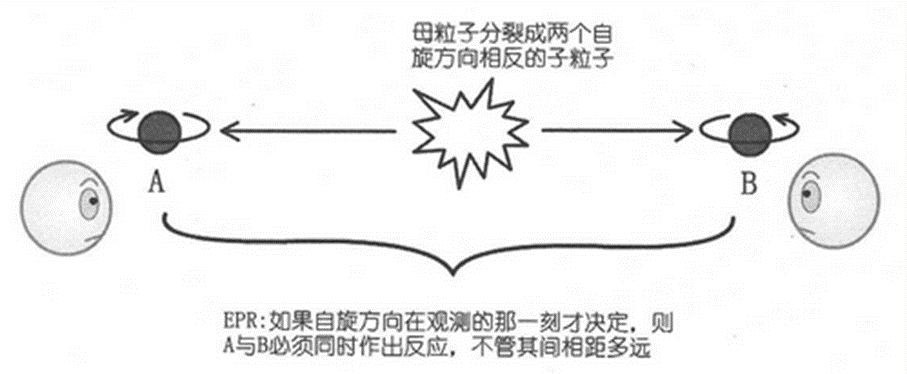 母粒子分裂成两个自
旋方向相反的子粒子
A
B
EPR:如果自旋方向在观测的那一刻才决定，则
A与B必须同时作出反应，不管其间相距多远